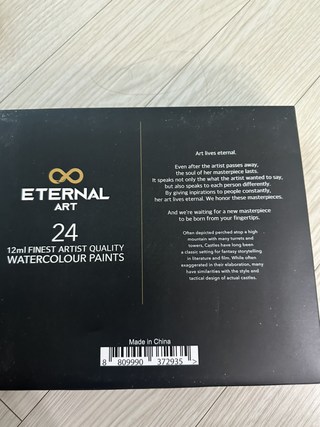 ETERNAL
ART
24
12ml FINEST ARTIST QUALITY
WATERCOLOUR PAINTS
Art lives eternal.
Even after the artist passes away,
the soul of her masterpiece lasts.
It speaks not only the what the artist wanted to say,
but also speaks to each person differently.
By giving inpirations to people constantly,
her art lives eternal. We honor these masterpieces.
And we're waiting for a new masterpiece
to be born from your fingertips.
Often depicted perched atop a high
mountain with many turrets and
towers, Castles have long been
a classic setting for fantasy storytelling
in literature and film. While often
exaggerated in their elaboration, many
have similarities with the style and
tactical design of actual castles.
Made in China
8 809990 372935 >